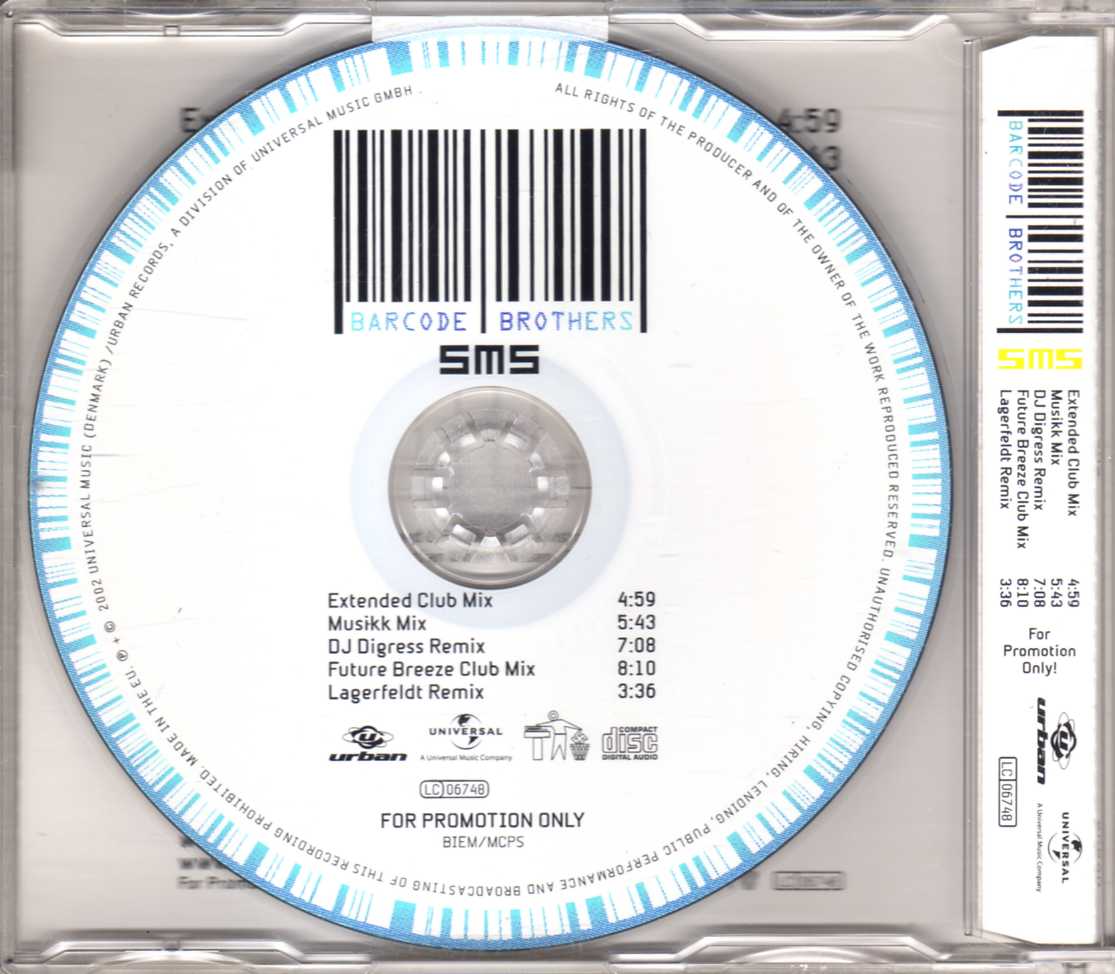 BARCODE BROTHERS
SMS
Extended Club Mix 4:59
Musikk Mix 5:43
DJ Digress Remix 7:08
Future Breeze Club Mix 8:10
Lagerfeldt Remix 3:36
urban
UNIVERSAL
A Universal Music Company
COMPACT
disc
DIGITAL AUDIO
LC 06748
FOR PROMOTION ONLY
BIEM/MCPS
℗ + © 2002 UNIVERSAL MUSIC (DENMARK) /URBAN RECORDS, A DIVISION OF UNIVERSAL MUSIC GMBH. ALL RIGHTS OF THE PRODUCER AND OF THE OWNER OF THE WORK REPRODUCED RESERVED. UNAUTHORISED COPYING, HIRING, LENDING, PUBLIC PERFORMANCE AND BROADCASTING OF THIS RECORDING PROHIBITED. MADE IN THE EU.
4:59
BARCODE BROTHERS
SMS
Extended Club Mix 4:59
Musikk Mix 5:43
DJ Digress Remix 7:08
Future Breeze Club Mix 8:10
Lagerfeldt Remix 3:36
For
Promotion
Only!
urban
LC 06748
UNIVERSAL
A Universal Music Company